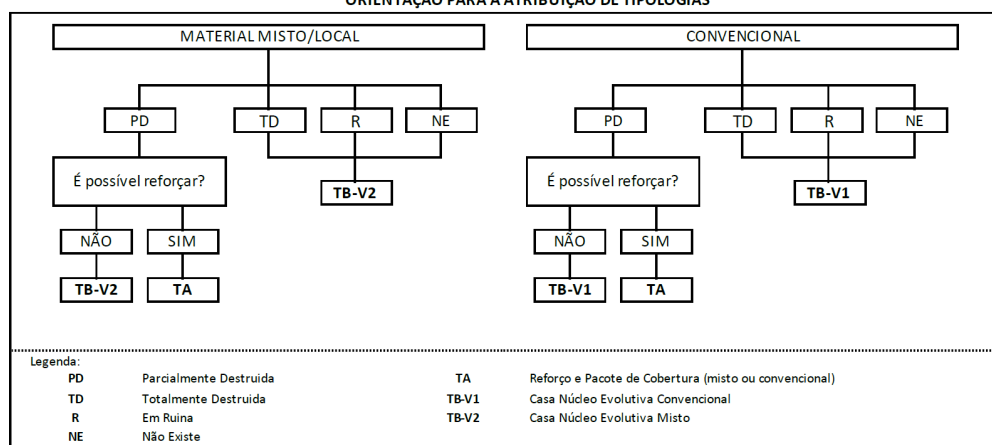 ORIENTAÇÃO PARA A ATRIBUIÇÃO DE TIPOLOGIAS
MATERIAL MISTO/LOCAL
CONVENCIONAL
PD TD R NE
PD TD R NE
É possível reforçar?
TB-V2
É possível reforçar?
TB-V1
NÃO SIM
NÃO SIM
TB-V2 TA
TB-V1 TA
Legenda:
PD Parcialmente Destruida TA Reforço e Pacote de Cobertura (misto ou convencional)
TD Totalmente Destruida TB-V1 Casa Núcleo Evolutiva Convencional
R Em Ruina TB-V2 Casa Núcleo Evolutiva Misto
NE Não Existe